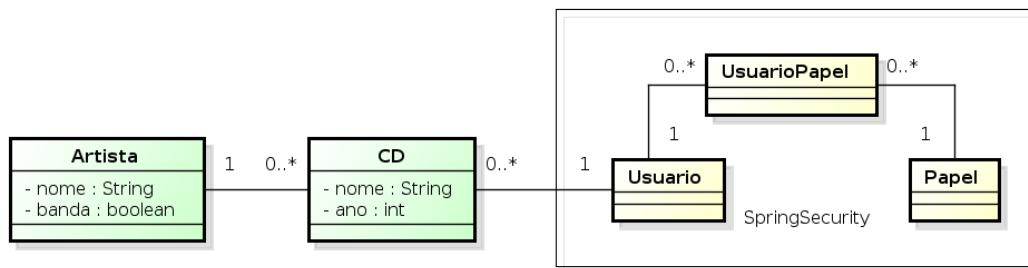 UsuarioPapel
0..*
0..*
1
1
Artista
- nome : String
- banda : boolean
1
0..*
CD
- nome : String
- ano : int
0..*
1
Usuario
Papel
SpringSecurity